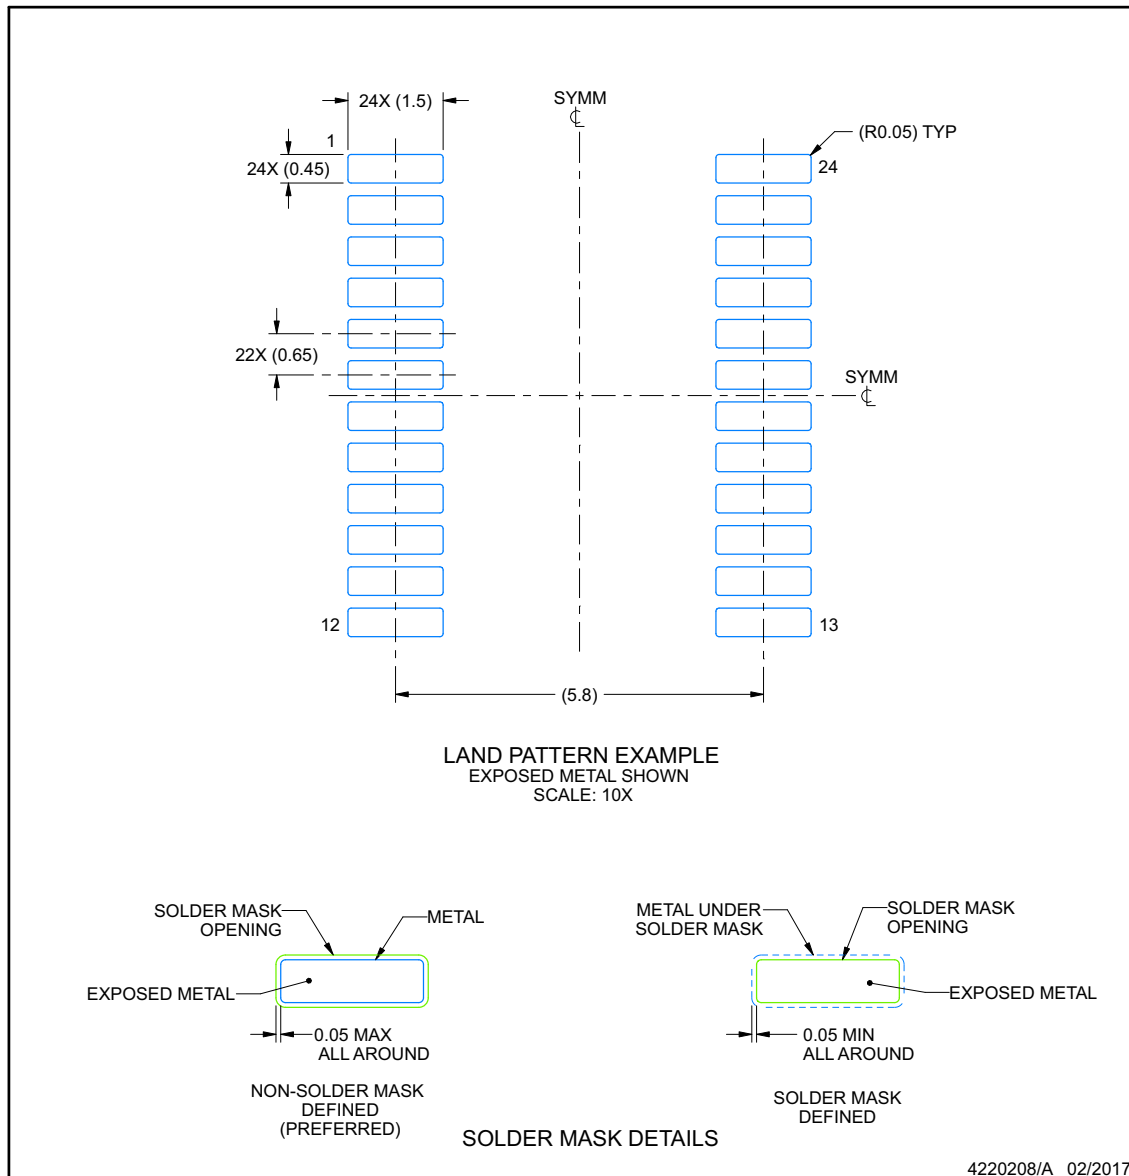 24X (1.5)
SYMM
℄
(R0.05) TYP
1
24X (0.45)
24
22X (0.65)
SYMM
℄
12
13
(5.8)
LAND PATTERN EXAMPLE
EXPOSED METAL SHOWN
SCALE: 10X
SOLDER MASK
OPENING
METAL
EXPOSED METAL
0.05 MAX
ALL AROUND
NON-SOLDER MASK
DEFINED
(PREFERRED)
METAL UNDER
SOLDER MASK
SOLDER MASK
OPENING
EXPOSED METAL
0.05 MIN
ALL AROUND
SOLDER MASK
DEFINED
SOLDER MASK DETAILS
4220208/A 02/2017